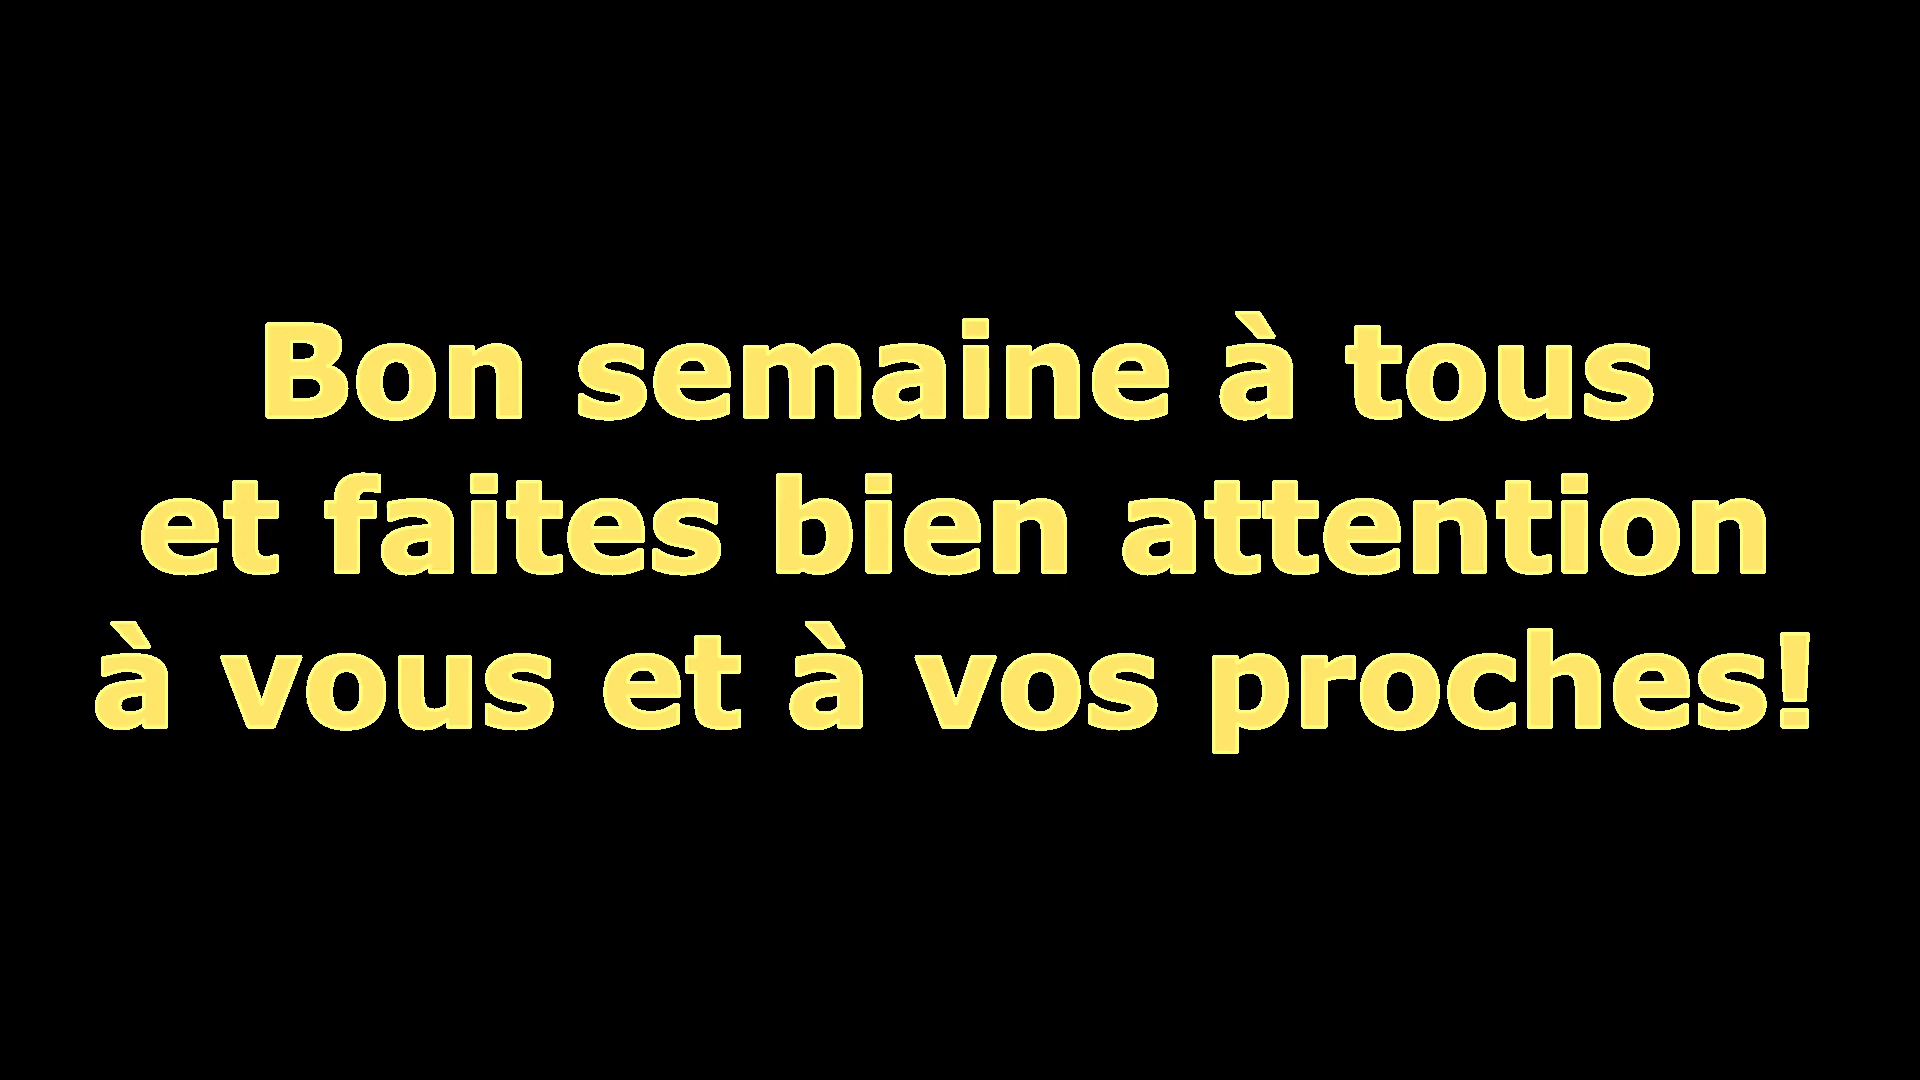 Bon semaine à tous
et faites bien attention
à vous et à vos proches!